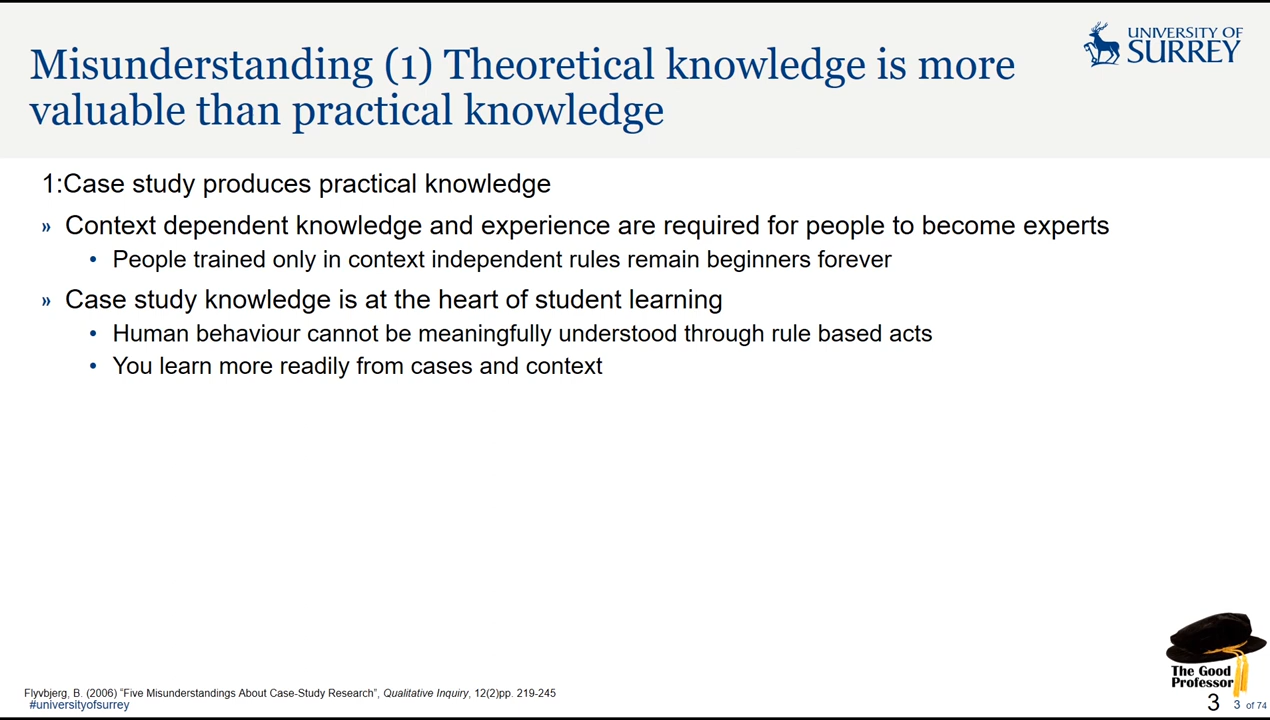 Misunderstanding (1) Theoretical knowledge is more
valuable than practical knowledge
UNIVERSITY OF
SURREY
1:Case study produces practical knowledge
» Context dependent knowledge and experience are required for people to become experts
• People trained only in context independent rules remain beginners forever
» Case study knowledge is at the heart of student learning
• Human behaviour cannot be meaningfully understood through rule based acts
• You learn more readily from cases and context
The Good
Professor
Flyvbjerg, B. (2006) “Five Misunderstandings About Case-Study Research”, Qualitative Inquiry, 12(2)pp. 219-245
#universityofsurrey
3 3 of 74